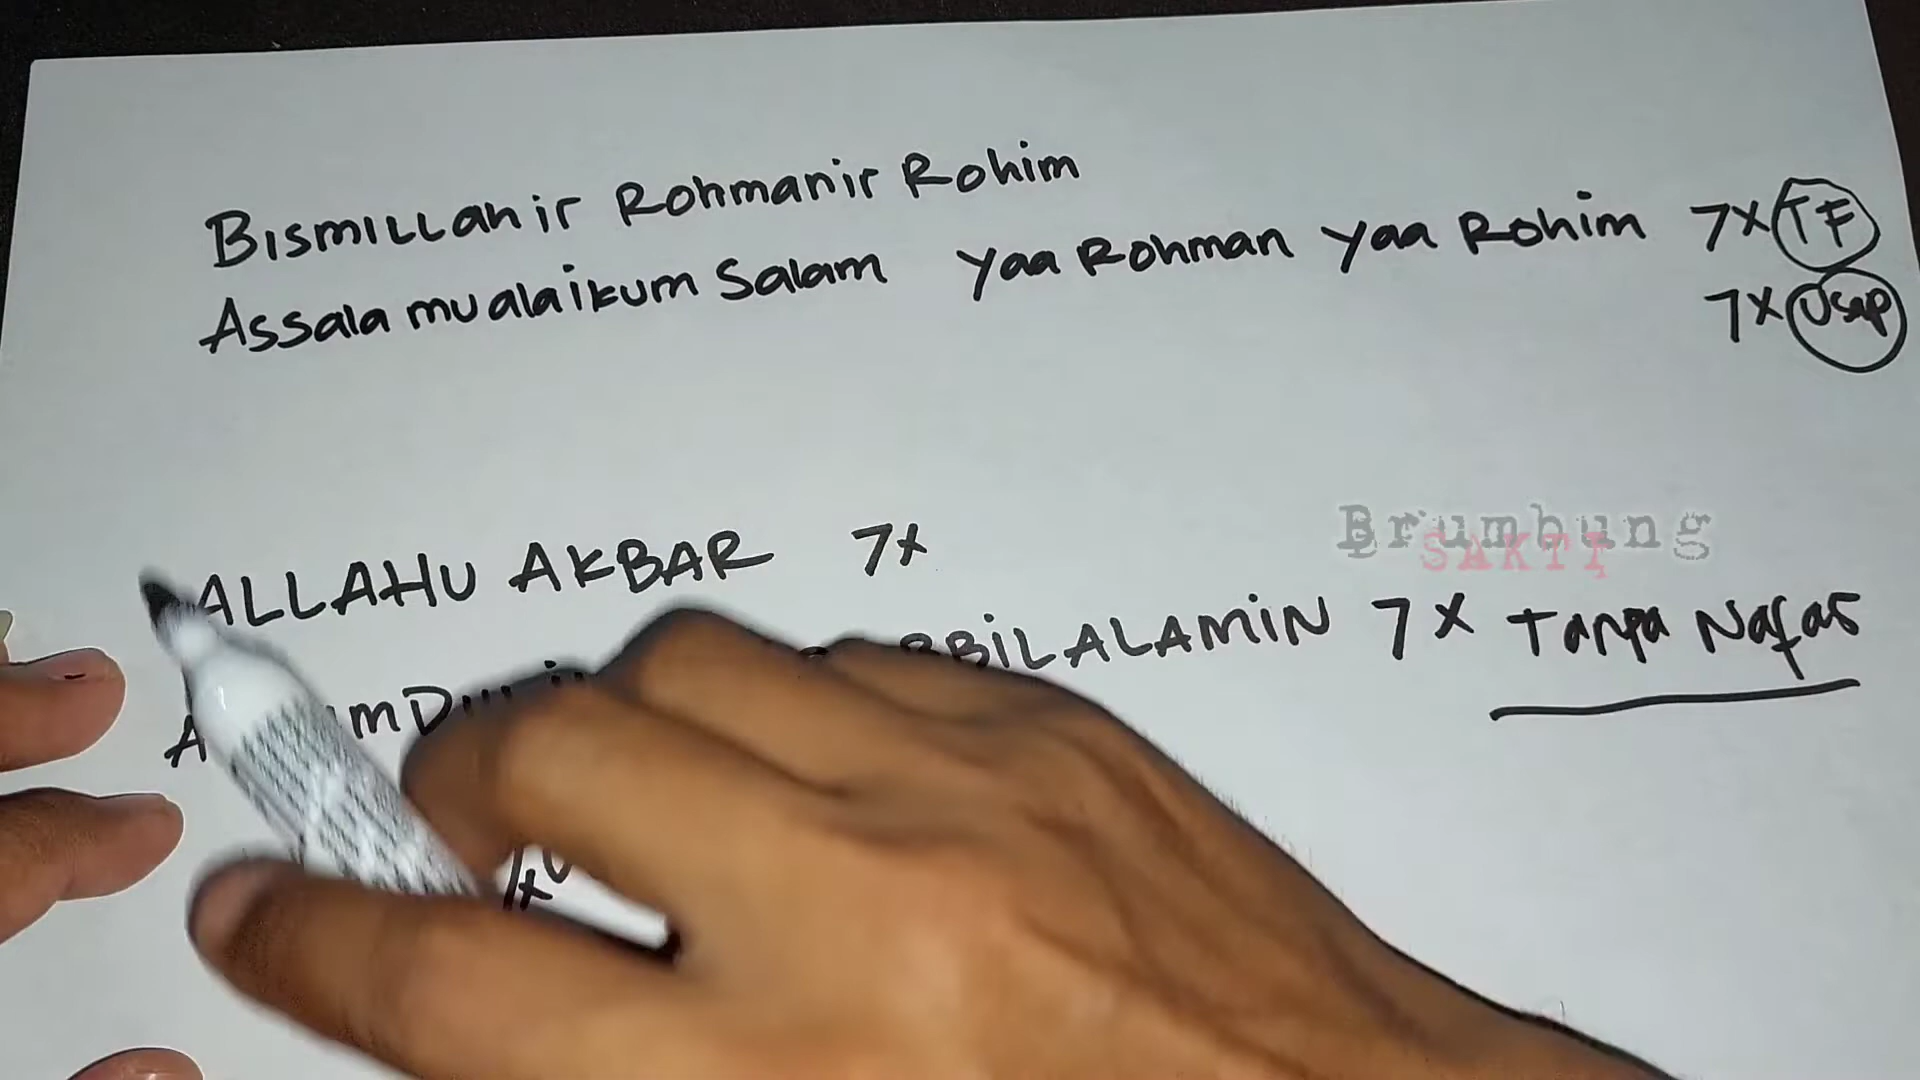 Bismillahir Rohmanir Rohim
Assalamualaikum Salam Yaa Rohman Yaa Rohim 7x TF
7x Usap
Brumbung
SAKTI
ALLAHU AKBAR 7x
7x Tanpa Nafas